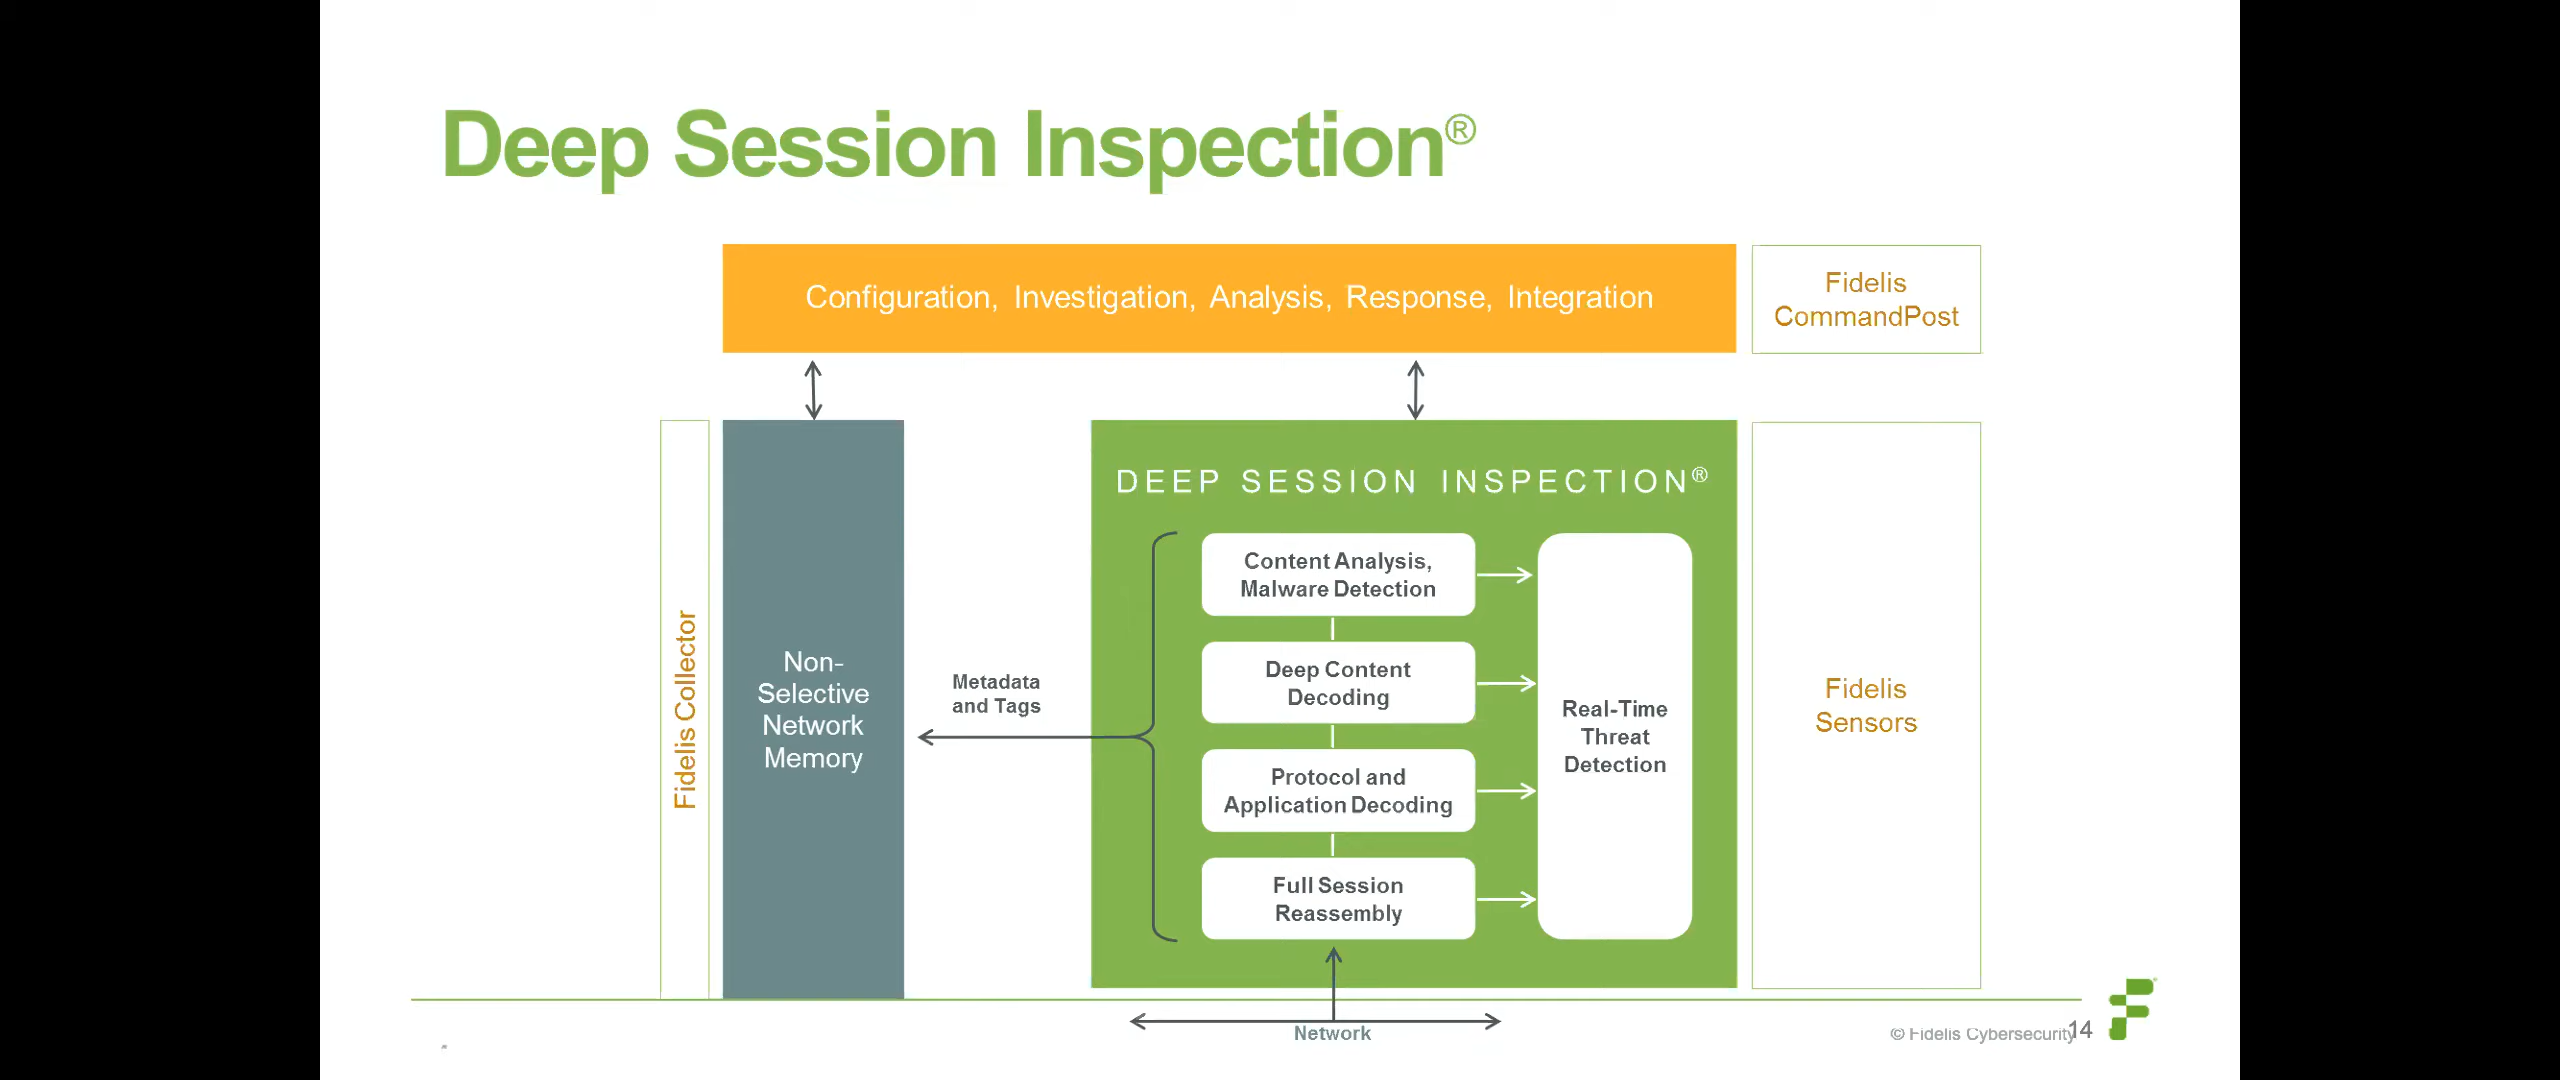 Deep Session Inspection®
Configuration, Investigation, Analysis, Response, Integration
Fidelis
CommandPost
Fidelis Collector
Non-
Selective
Network
Memory
Metadata
and Tags
DEEP SESSION INSPECTION®
Content Analysis,
Malware Detection
Deep Content
Decoding
Protocol and
Application Decoding
Full Session
Reassembly
Real-Time
Threat
Detection
Fidelis
Sensors
Network
© Fidelis Cybersecurity
14